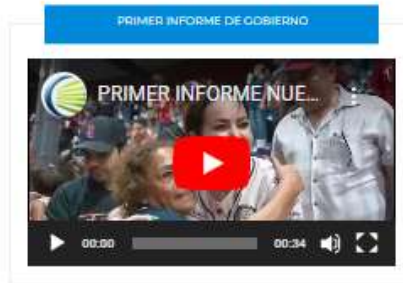 PRIMER INFORME DE GOBIERNO
PRIMER INFORME NUE...
00:00
00:34